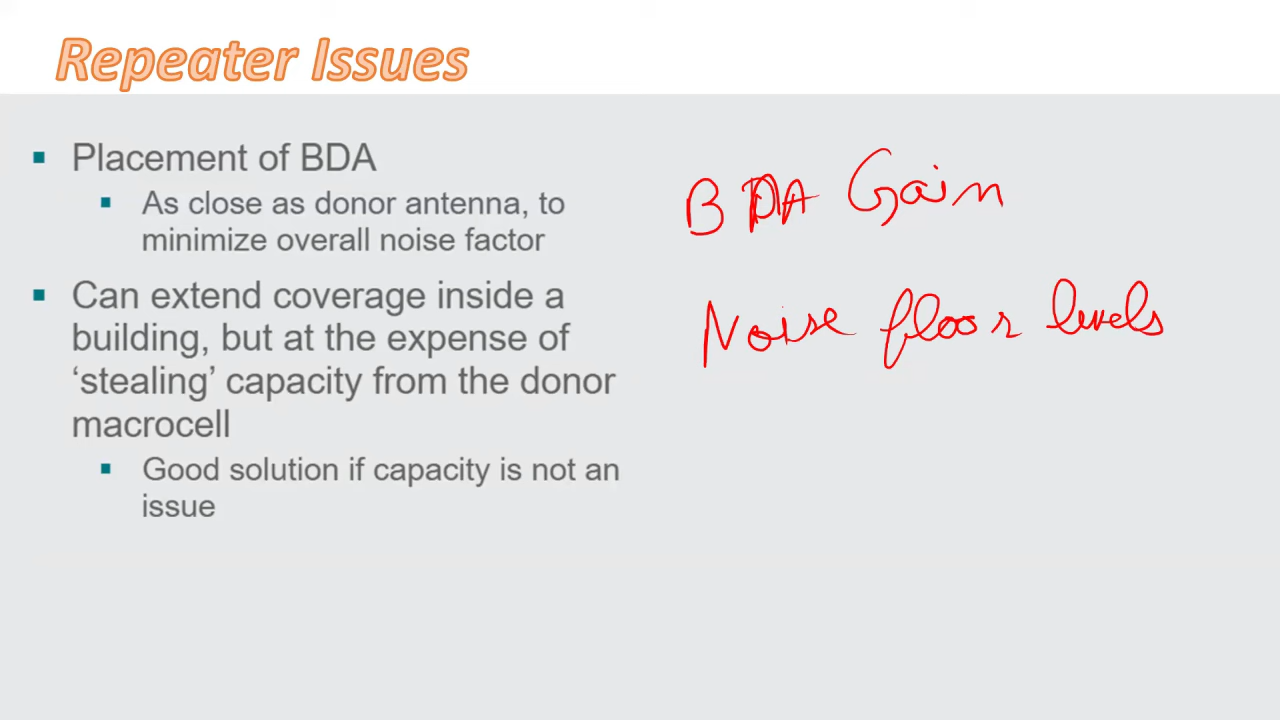 Repeater Issues
Placement of BDA
As close as donor antenna, to
minimize overall noise factor
Can extend coverage inside a
building, but at the expense of
‘stealing’ capacity from the donor
macrocell
Good solution if capacity is not an
issue
BDA Gain
Noise floor levels